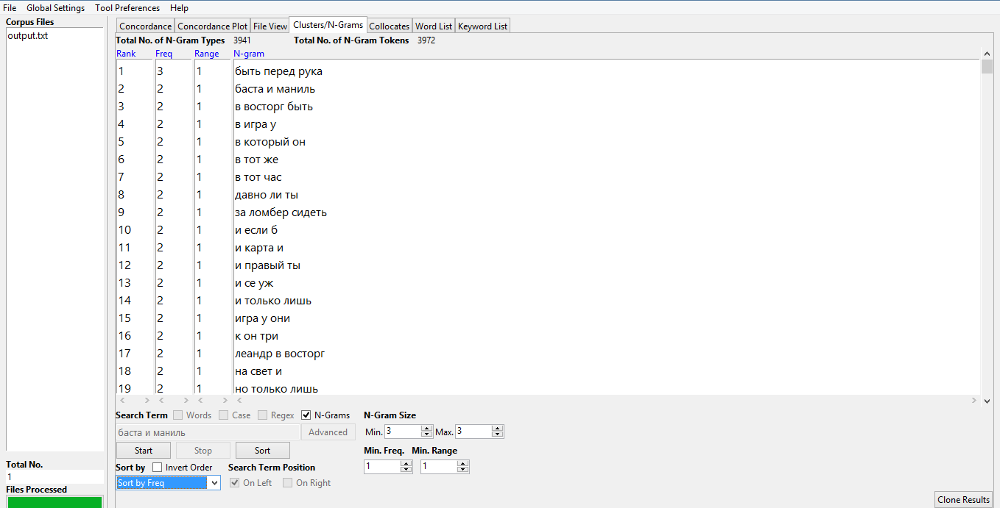 File Global Settings Tool Preferences Help
Corpus Files
output.txt
Concordance Concordance Plot File View Clusters/N-Grams Collocates Word List Keyword List
Total No. of N-Gram Types 3941 Total No. of N-Gram Tokens 3972
Rank Freq Range N-gram
1 3 1 быть перед рука
2 2 1 баста и маниль
3 2 1 в восторг быть
4 2 1 в игра у
5 2 1 в который он
6 2 1 в тот же
7 2 1 в тот час
8 2 1 давно ли ты
9 2 1 за ломбер сидеть
10 2 1 и если б
11 2 1 и карта и
12 2 1 и правый ты
13 2 1 и се уж
14 2 1 и только лишь
15 2 1 игра у они
16 2 1 к он три
17 2 1 леандр в восторг
18 2 1 на свет и
19 2 1 но только лишь
Search Term Words Case Regex N-Grams N-Gram Size
баста и маниль Advanced Min. 3 Max. 3
Start Stop Sort Min. Freq. Min. Range
Sort by Invert Order Search Term Position 1 1
Sort by Freq On Left On Right
Total No.
1
Files Processed
Clone Results